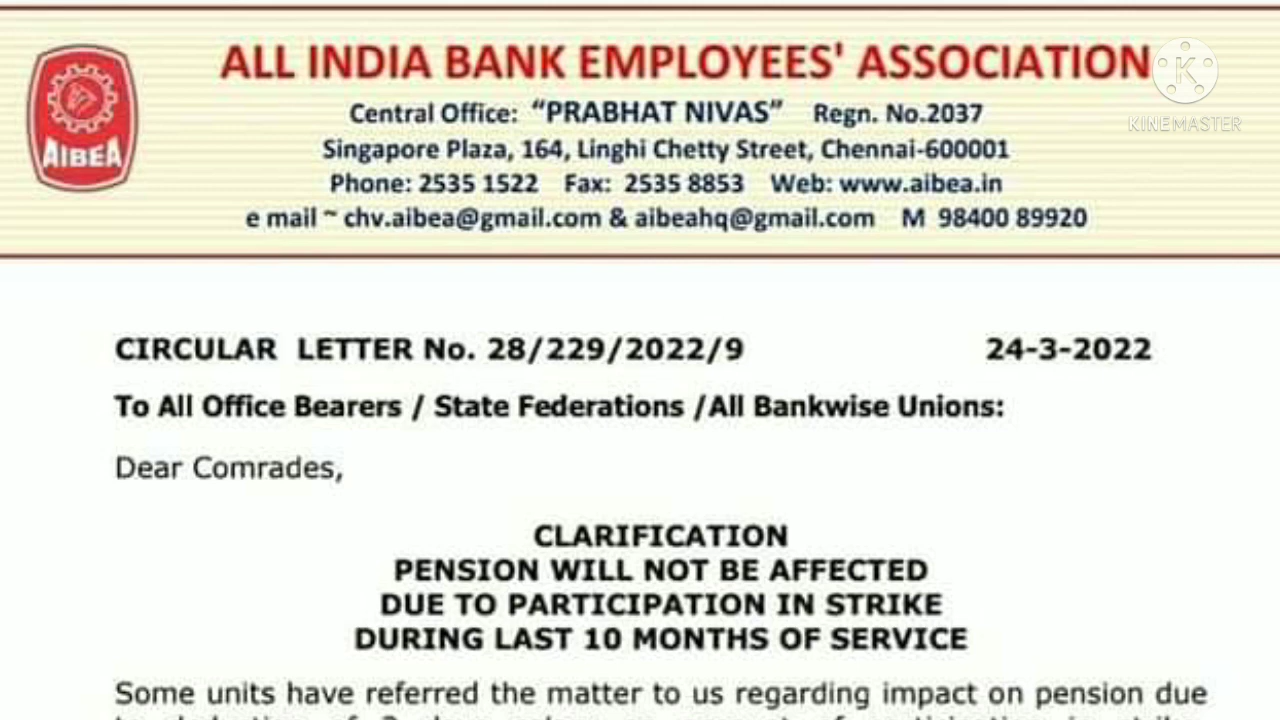 ALL INDIA BANK EMPLOYEES' ASSOCIATION
Central Office: “PRABHAT NIVAS” Regn. No.2037
Singapore Plaza, 164, Linghi Chetty Street, Chennai-600001
Phone: 2535 1522 Fax: 2535 8853 Web: www.aibea.in
e mail ~ chv.aibea@gmail.com & aibeahq@gmail.com M 98400 89920
AIBEA
K
KINEMASTER
CIRCULAR LETTER No. 28/229/2022/9 24-3-2022
To All Office Bearers / State Federations /All Bankwise Unions:
Dear Comrades,
CLARIFICATION
PENSION WILL NOT BE AFFECTED
DUE TO PARTICIPATION IN STRIKE
DURING LAST 10 MONTHS OF SERVICE
Some units have referred the matter to us regarding impact on pension due